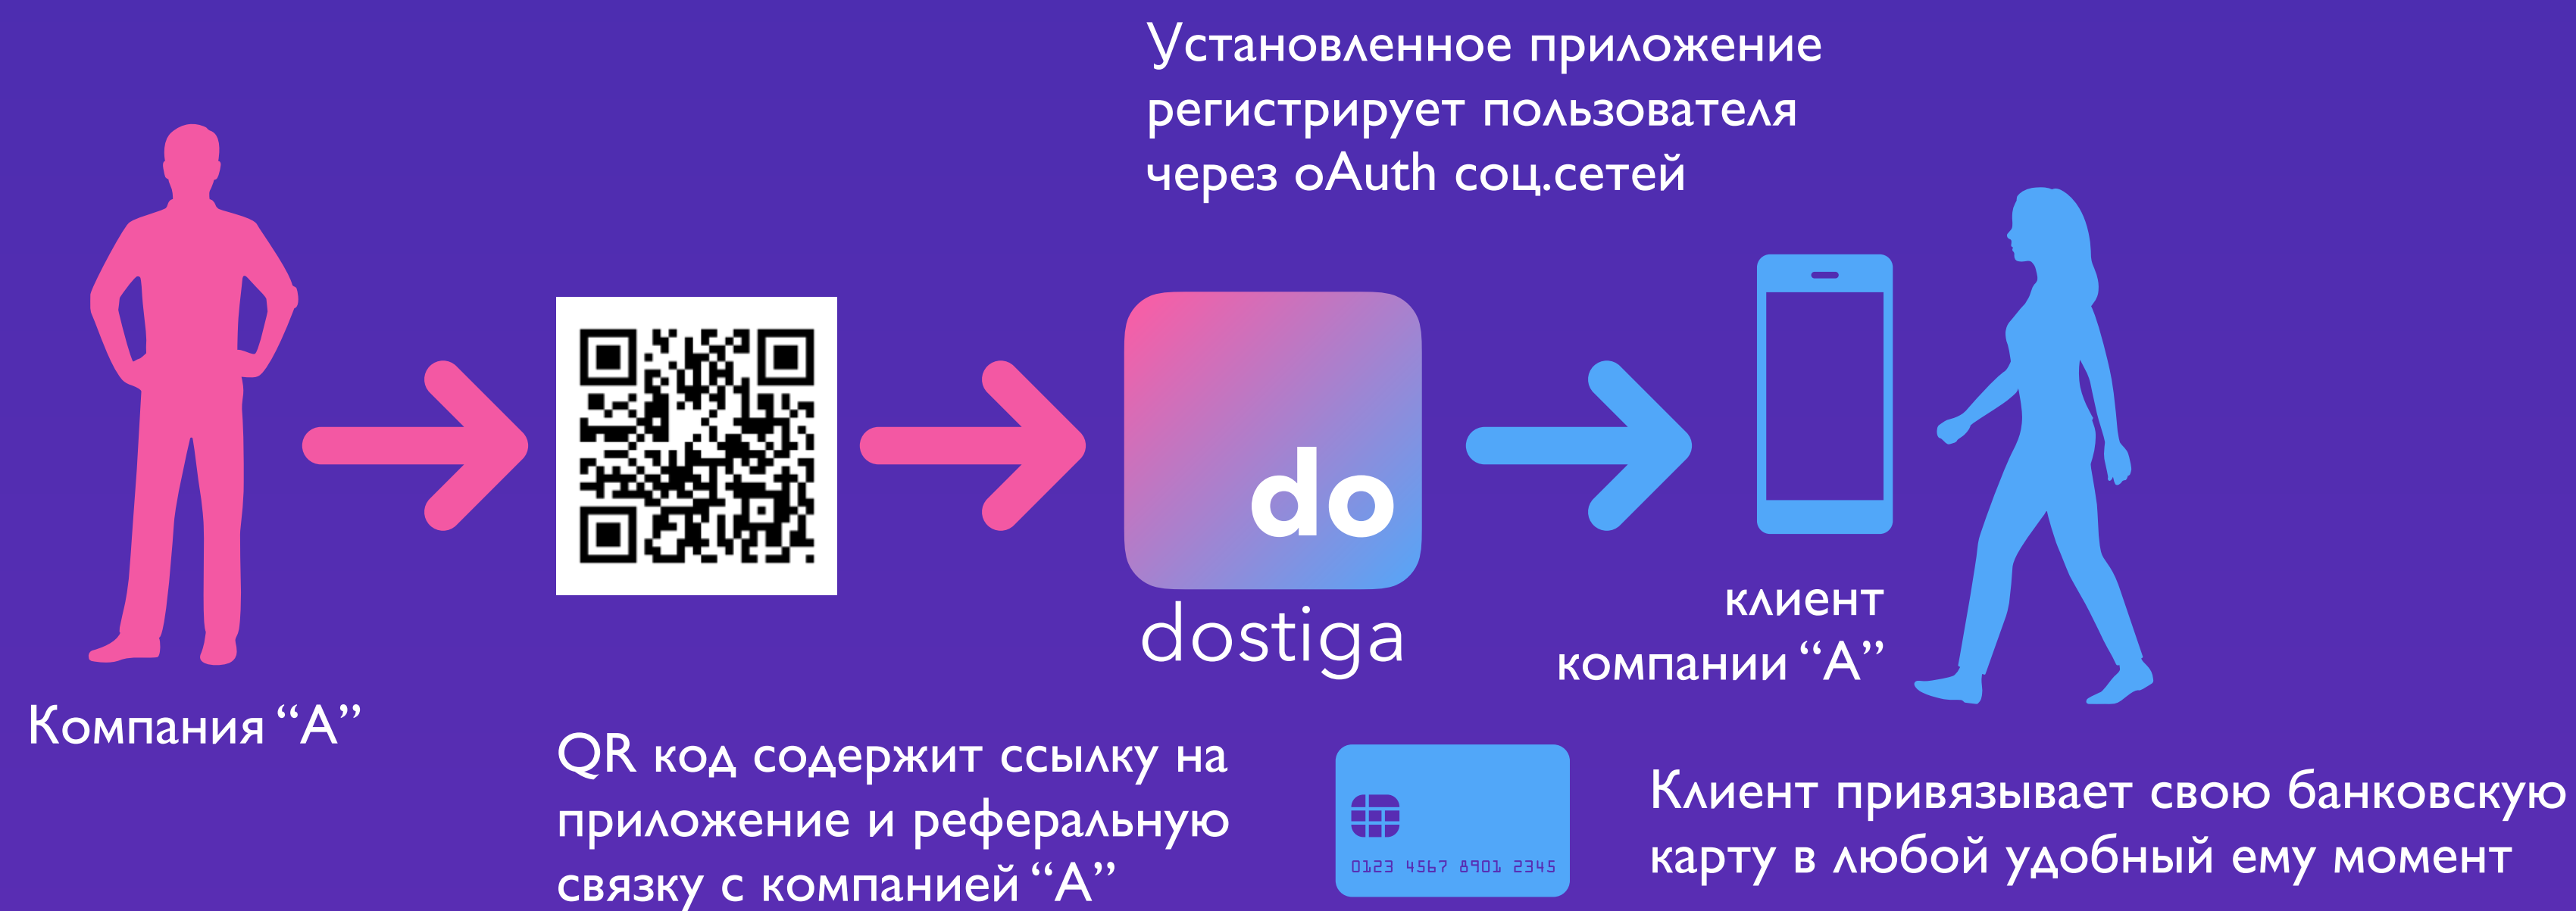 Установленное приложение
регистрирует пользователя
через oAuth соц.сетей
do
dostiga
клиент
компании “А”
Компания “А”
QR код содержит ссылку на
приложение и реферальную
связку с компанией “А”
0123 4567 8901 2345
Клиент привязывает свою банковскую
карту в любой удобный ему момент